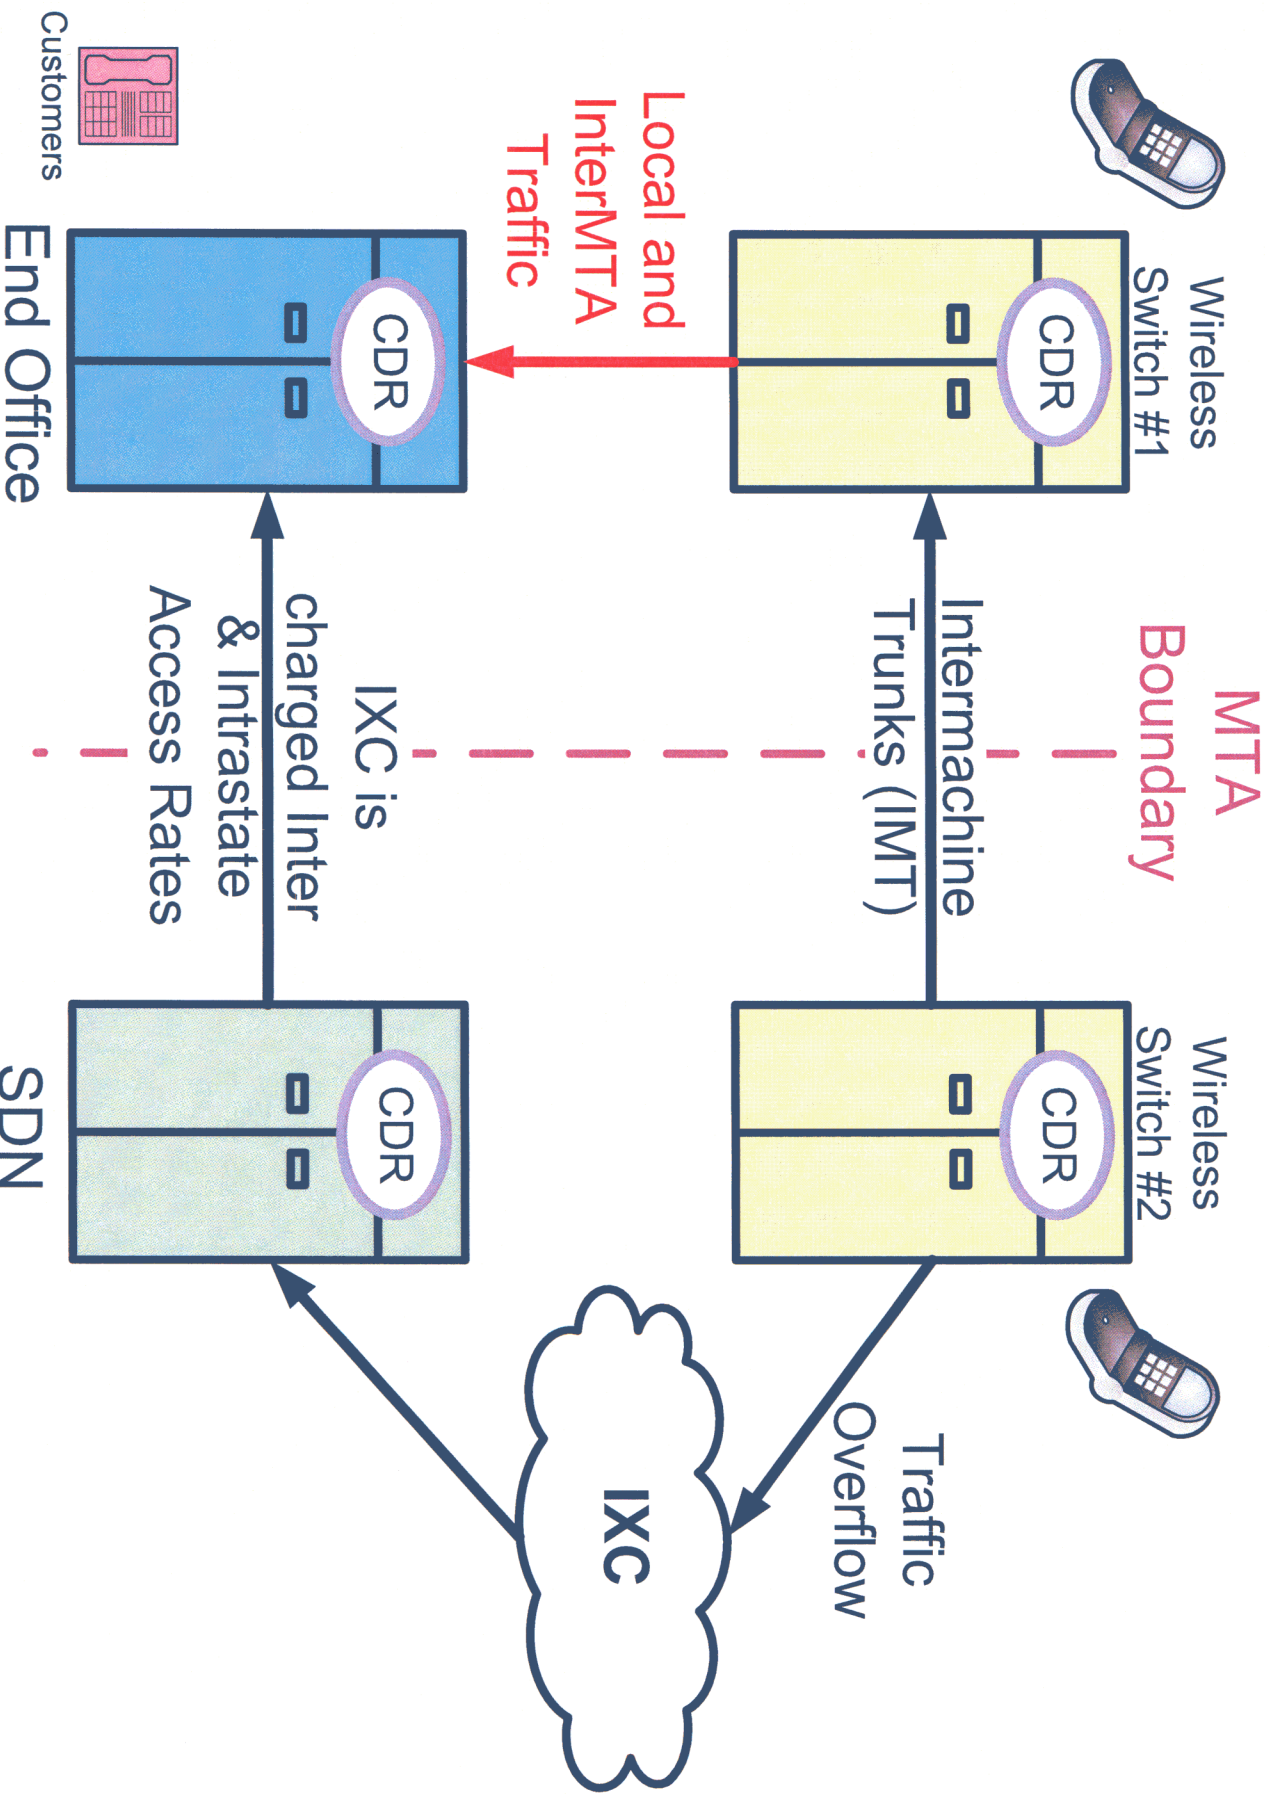 MTA
Boundary
Wireless
Switch #1
CDR
Wireless
Switch #2
CDR
Intermachine
Trunks (IMT)
Traffic
Overflow
Local and
InterMTA
Traffic
IXC
IXC is
charged Inter
& Intrastate
Access Rates
CDR
CDR
Customers
End Office
SDN